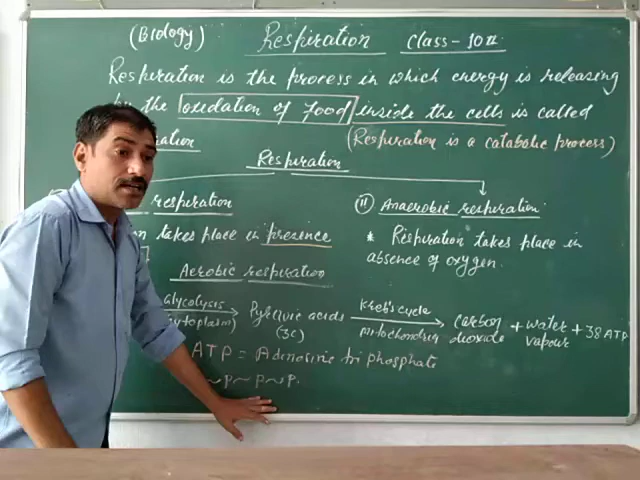 (Biology) Respiration Class-10th
Respiration is the process in which energy is releasing
by the oxidation of food inside the cells is called
(Respiration is a catabolic process)
Respiration
respiration
(II) Anaerobic respiration
takes place in presence
* Respiration takes place in
absence of oxygen.
Aerobic respiration
Glycolysis Pyruvic acids Kreb's cycle Carbon + water + 38 ATP
cytoplasm) (3C) mitochondria dioxide vapour
ATP = Adenosine tri phosphate
~P~P~P.